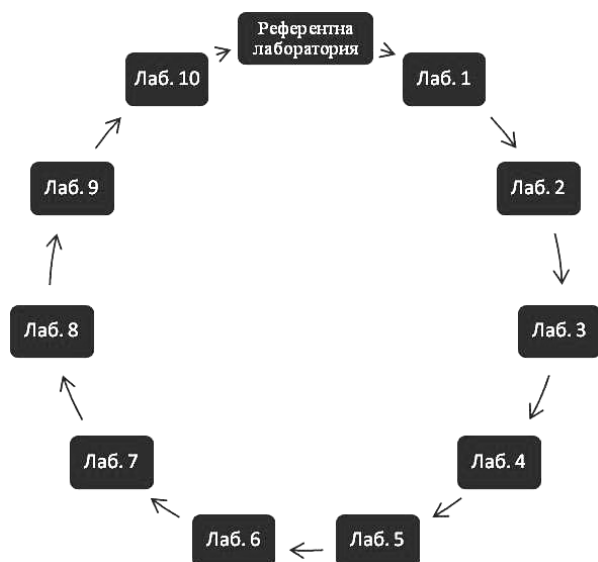 Референтна
лаборатория
Лаб. 1
Лаб. 2
Лаб. 3
Лаб. 4
Лаб. 5
Лаб. 6
Лаб. 7
Лаб. 8
Лаб. 9
Лаб. 10